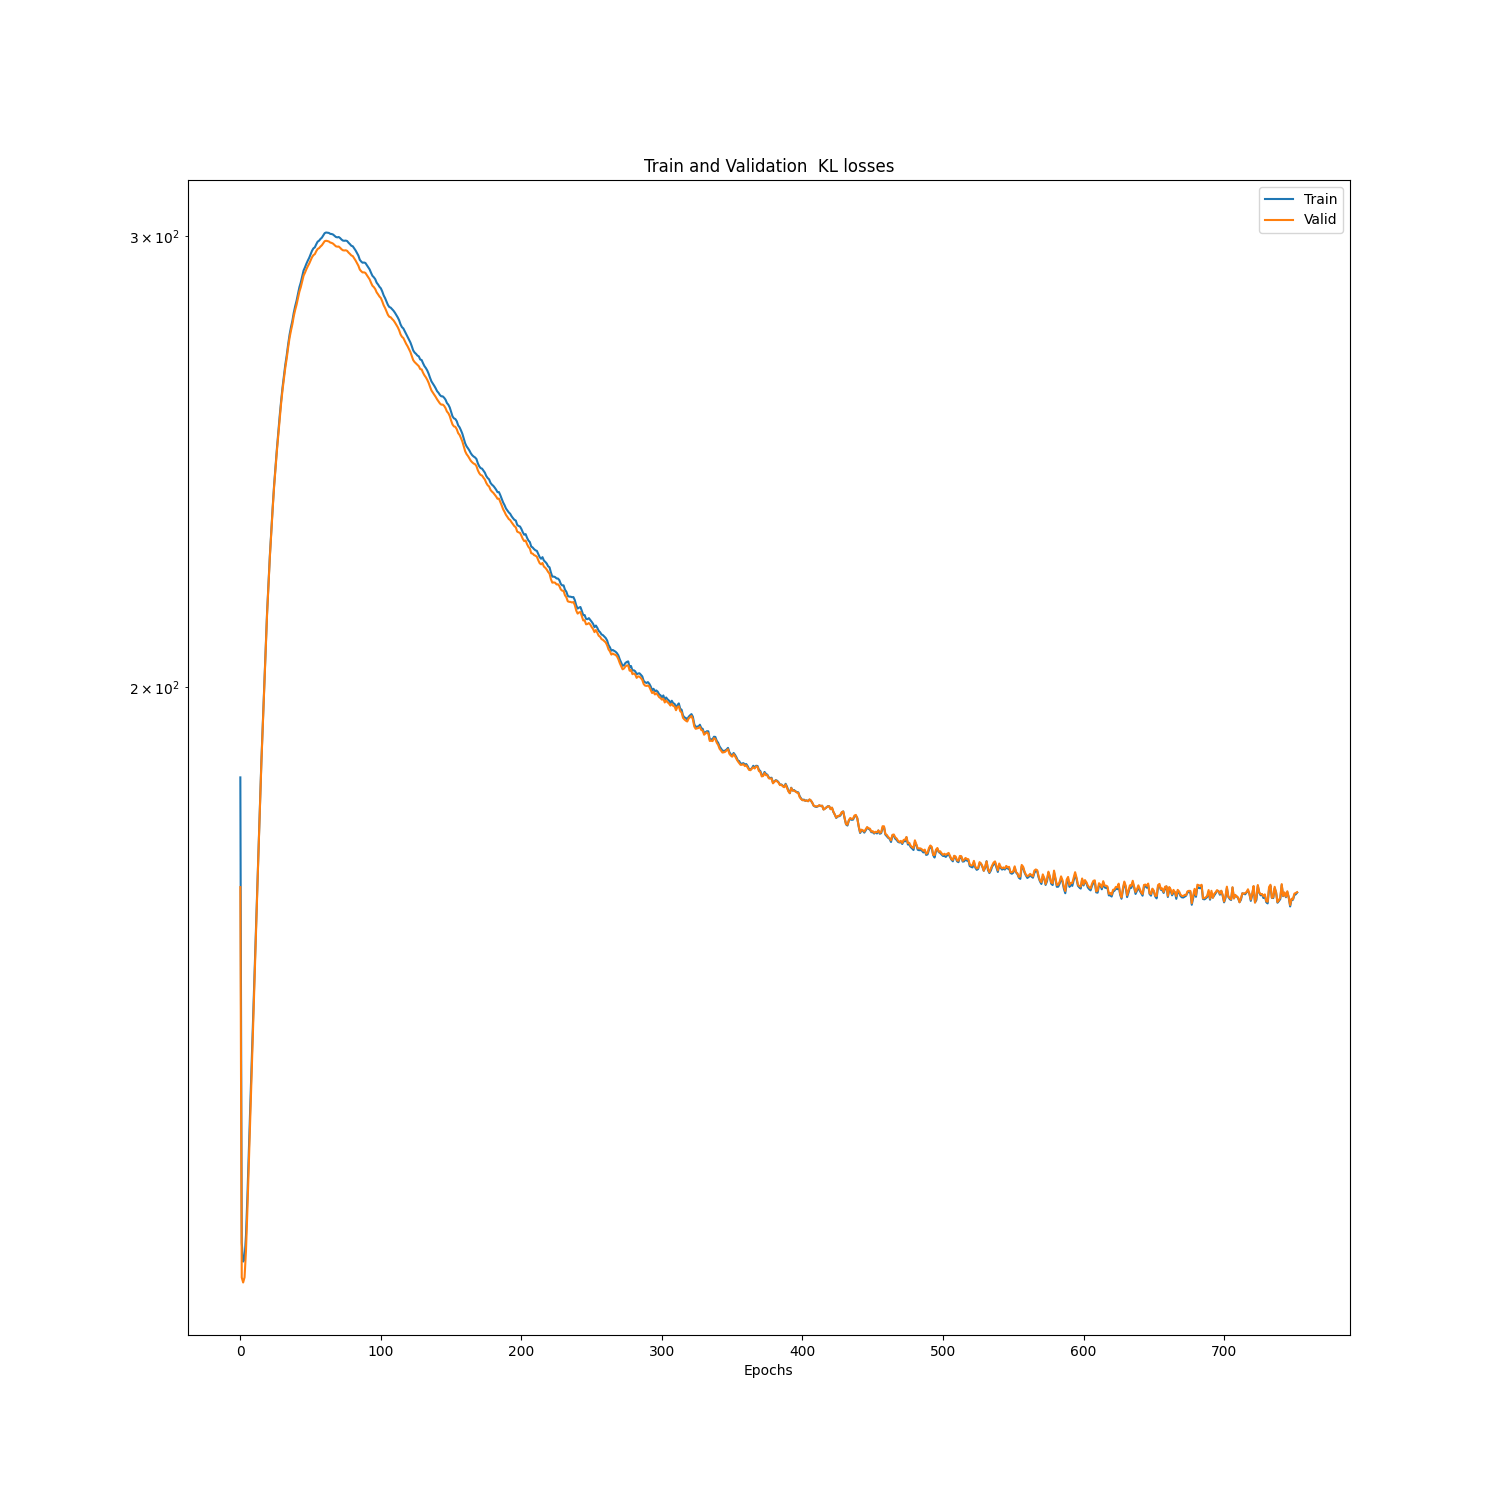 Train and Validation  KL losses
Train
Valid
3 × 10²
2 × 10²
0 100 200 300 400 500 600 700
Epochs